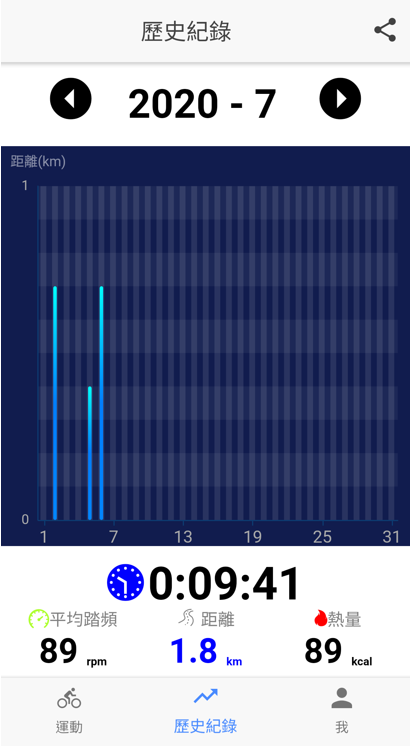 歷史紀錄
2020 - 7
距離(km)
1
0
1 7 13 19 25 31
0:09:41
平均踏頻 距離 熱量
89 rpm 1.8 km 89 kcal
運動 歷史紀錄 我